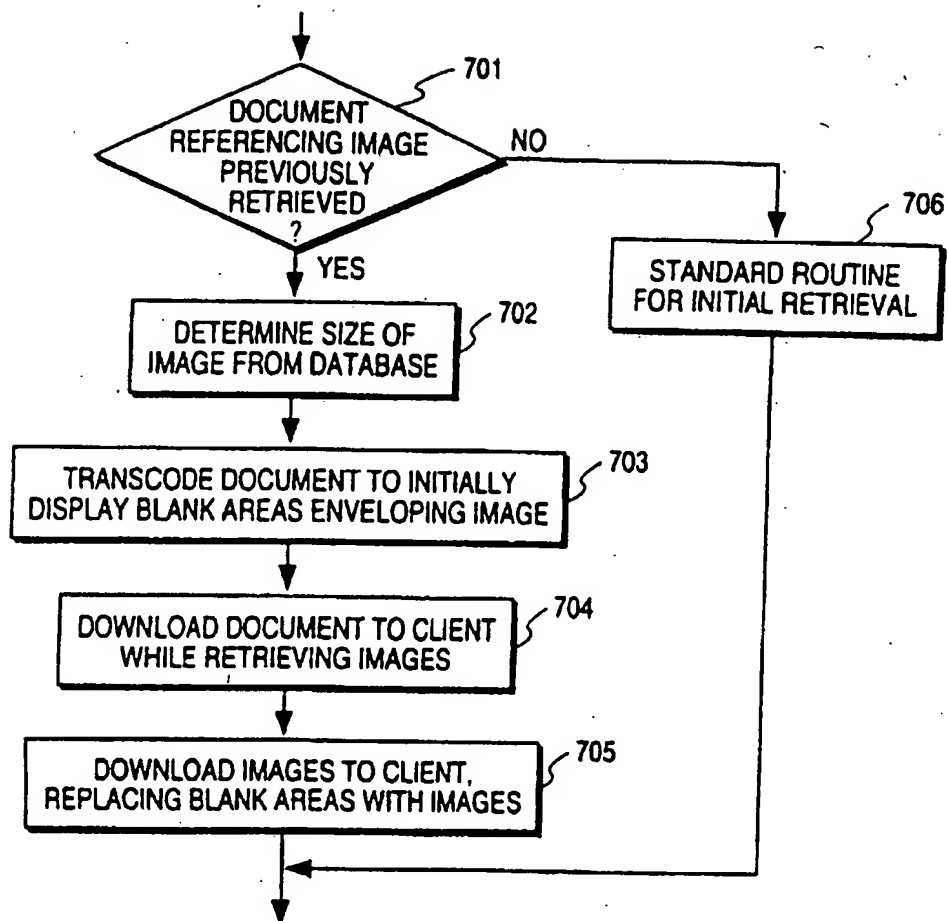 701
DOCUMENT
REFERENCING IMAGE
PREVIOUSLY
RETRIEVED
?
NO
YES
706
STANDARD ROUTINE
FOR INITIAL RETRIEVAL
702
DETERMINE SIZE OF
IMAGE FROM DATABASE
703
TRANSCODE DOCUMENT TO INITIALLY
DISPLAY BLANK AREAS ENVELOPING IMAGE
704
DOWNLOAD DOCUMENT TO CLIENT
WHILE RETRIEVING IMAGES
705
DOWNLOAD IMAGES TO CLIENT,
REPLACING BLANK AREAS WITH IMAGES